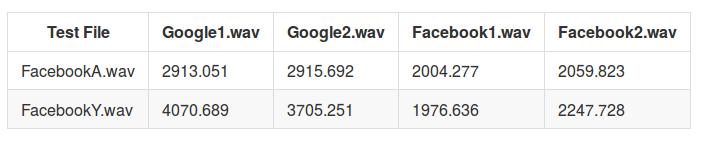 Test File Google1.wav Google2.wav Facebook1.wav Facebook2.wav
FacebookA.wav 2913.051 2915.692 2004.277 2059.823
FacebookY.wav 4070.689 3705.251 1976.636 2247.728